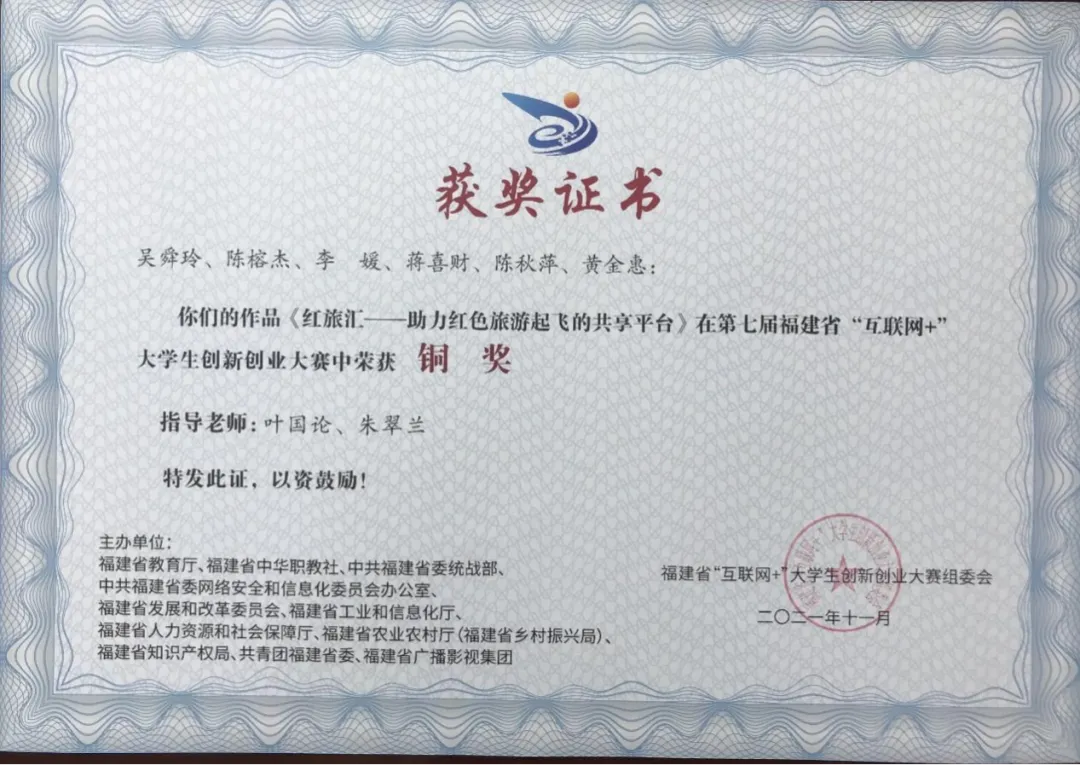 获奖证书
吴舜玲、陈榕杰、李　媛、蒋喜财、陈秋萍、黄金惠：
你们的作品《红旅汇——助力红色旅游起飞的共享平台》在第七届福建省“互联网+”
大学生创新创业大赛中荣获 铜 奖
指导老师：叶国论、朱翠兰
特发此证，以资鼓励！
主办单位：
福建省教育厅、福建省中华职教社、中共福建省委统战部、
中共福建省委网络安全和信息化委员会办公室、
福建省发展和改革委员会、福建省工业和信息化厅、
福建省人力资源和社会保障厅、福建省农业农村厅（福建省乡村振兴局）、
福建省知识产权局、共青团福建省委、福建省广播影视集团
福建省“互联网+”大学生创新创业大赛组委会
二〇二一年十一月